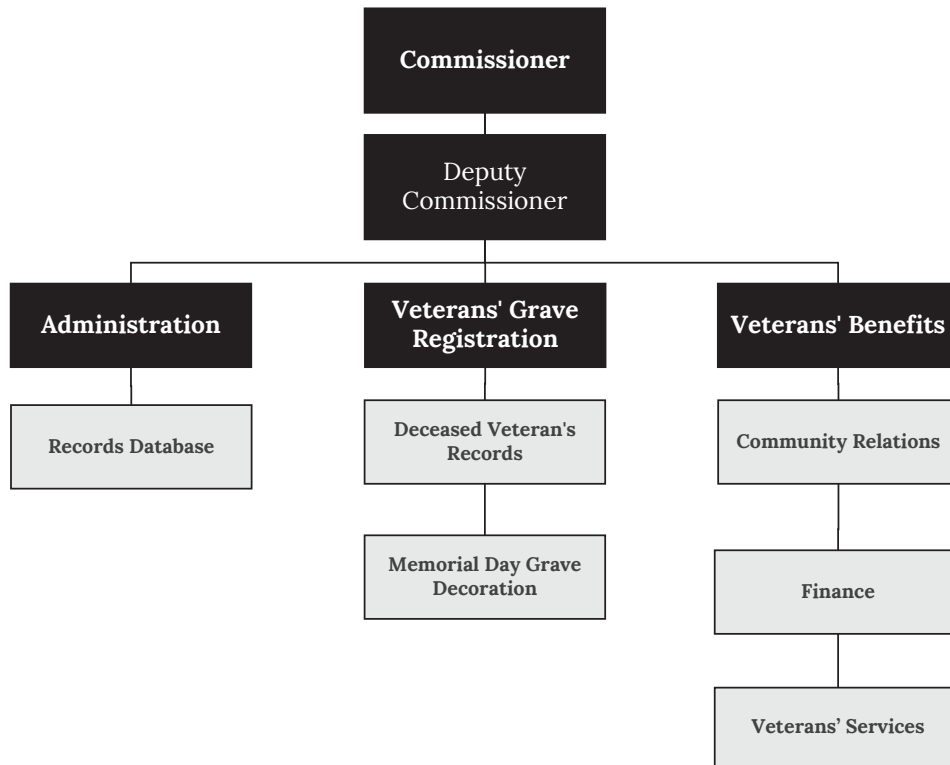 Commissioner
Deputy
Commissioner
Administration
Veterans' Grave
Registration
Veterans' Benefits
Records Database
Deceased Veteran's
Records
Community Relations
Memorial Day Grave
Decoration
Finance
Veterans’ Services